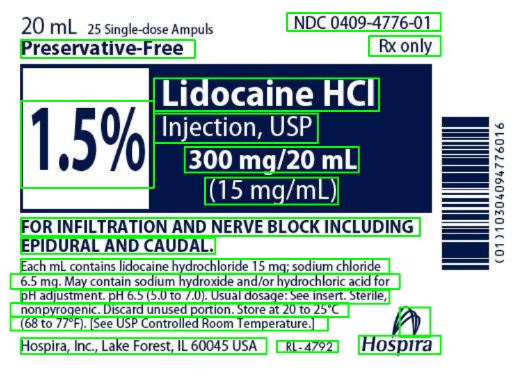 20 mL 25 Single-dose Ampuls
NDC 0409-4776-01
Preservative-Free
Rx only
1.5%
Lidocaine HCl
Injection, USP
300 mg/20 mL
(15 mg/mL)
FOR INFILTRATION AND NERVE BLOCK INCLUDING
EPIDURAL AND CAUDAL.
Each mL contains lidocaine hydrochloride 15 mg; sodium chloride
6.5 mg. May contain sodium hydroxide and/or hydrochloric acid for
pH adjustment. pH 6.5 (5.0 to 7.0). Usual dosage: See insert. Sterile,
nonpyrogenic. Discard unused portion. Store at 20 to 25°C
(68 to 77°F). [See USP Controlled Room Temperature.]
Hospira, Inc., Lake Forest, IL 60045 USA
RL-4792
Hospira
(01)10304094776016